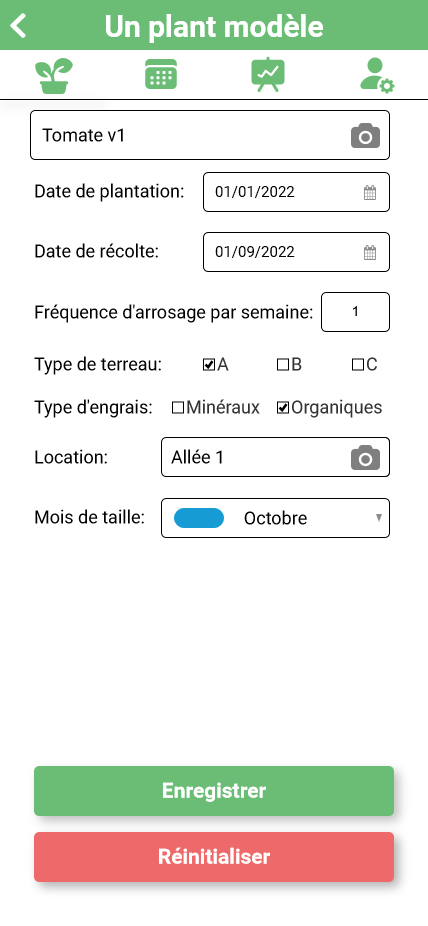 Un plant modèle
Tomate v1
Date de plantation: 01/01/2022
Date de récolte: 01/09/2022
Fréquence d'arrosage par semaine: 1
Type de terreau: A B C
Type d'engrais: Minéraux Organiques
Location: Allée 1
Mois de taille: Octobre
Enregistrer
Réinitialiser